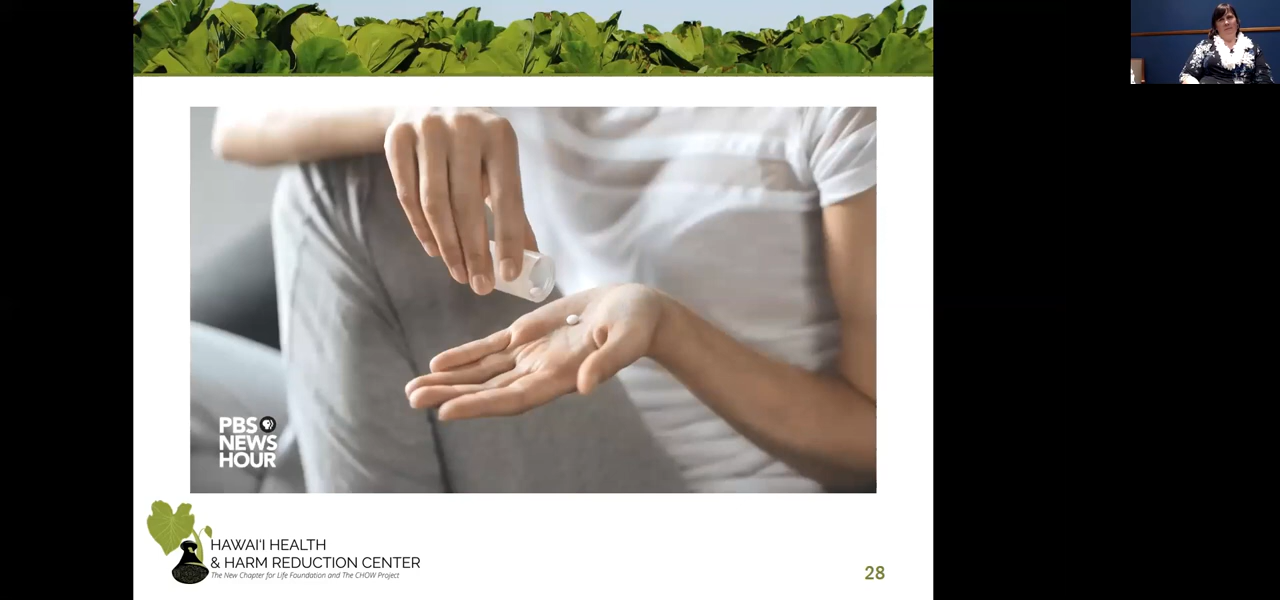 PBS
NEWS
HOUR
HAWAI'I HEALTH
& HARM REDUCTION CENTER
The New Chapter for Life Foundation and The CHOW Project
28